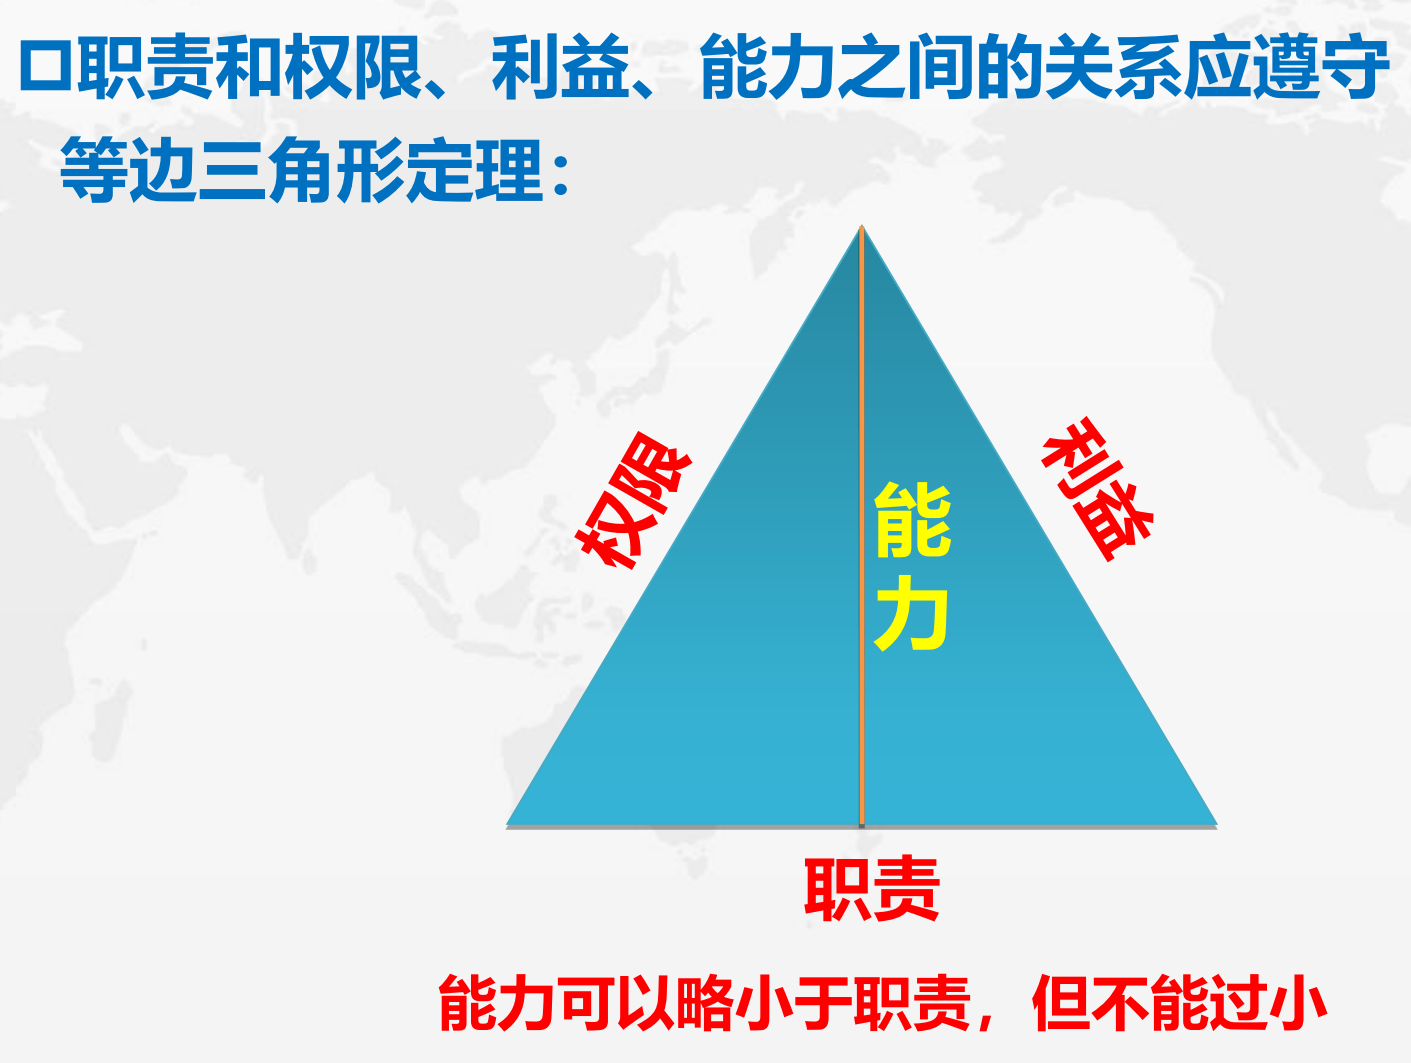 口职责和权限、利益、能力之间的关系应遵守
等边三角形定理：
权限
利益
能
力
职责
能力可以略小于职责，但不能过小